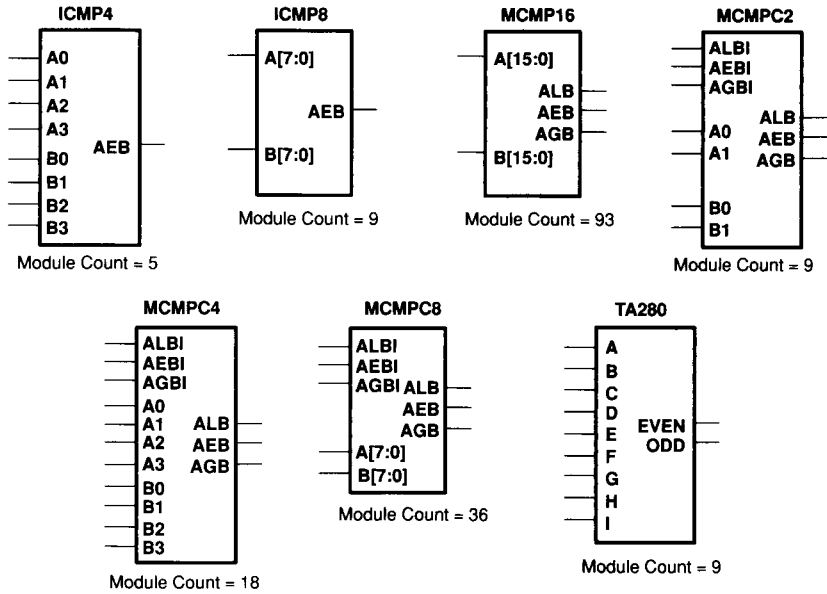 ICMP4
A0
A1
A2
A3
B0
B1
B2
B3
AEB
Module Count = 5
ICMP8
A[7:0]
AEB
B[7:0]
Module Count = 9
MCMP16
A[15:0]
ALB
AEB
AGB
B[15:0]
Module Count = 93
MCMPC2
ALBI
AEBI
AGBI
A0
A1
ALB
AEB
AGB
B0
B1
Module Count = 9
MCMPC4
ALBI
AEBI
AGBI
A0
A1
A2
A3
ALB
AEB
AGB
B0
B1
B2
B3
Module Count = 18
MCMPC8
ALBI
AEBI
AGBI
ALB
AEB
AGB
A[7:0]
B[7:0]
Module Count = 36
TA280
A
B
C
D
E
F
G
H
I
EVEN
ODD
Module Count = 9